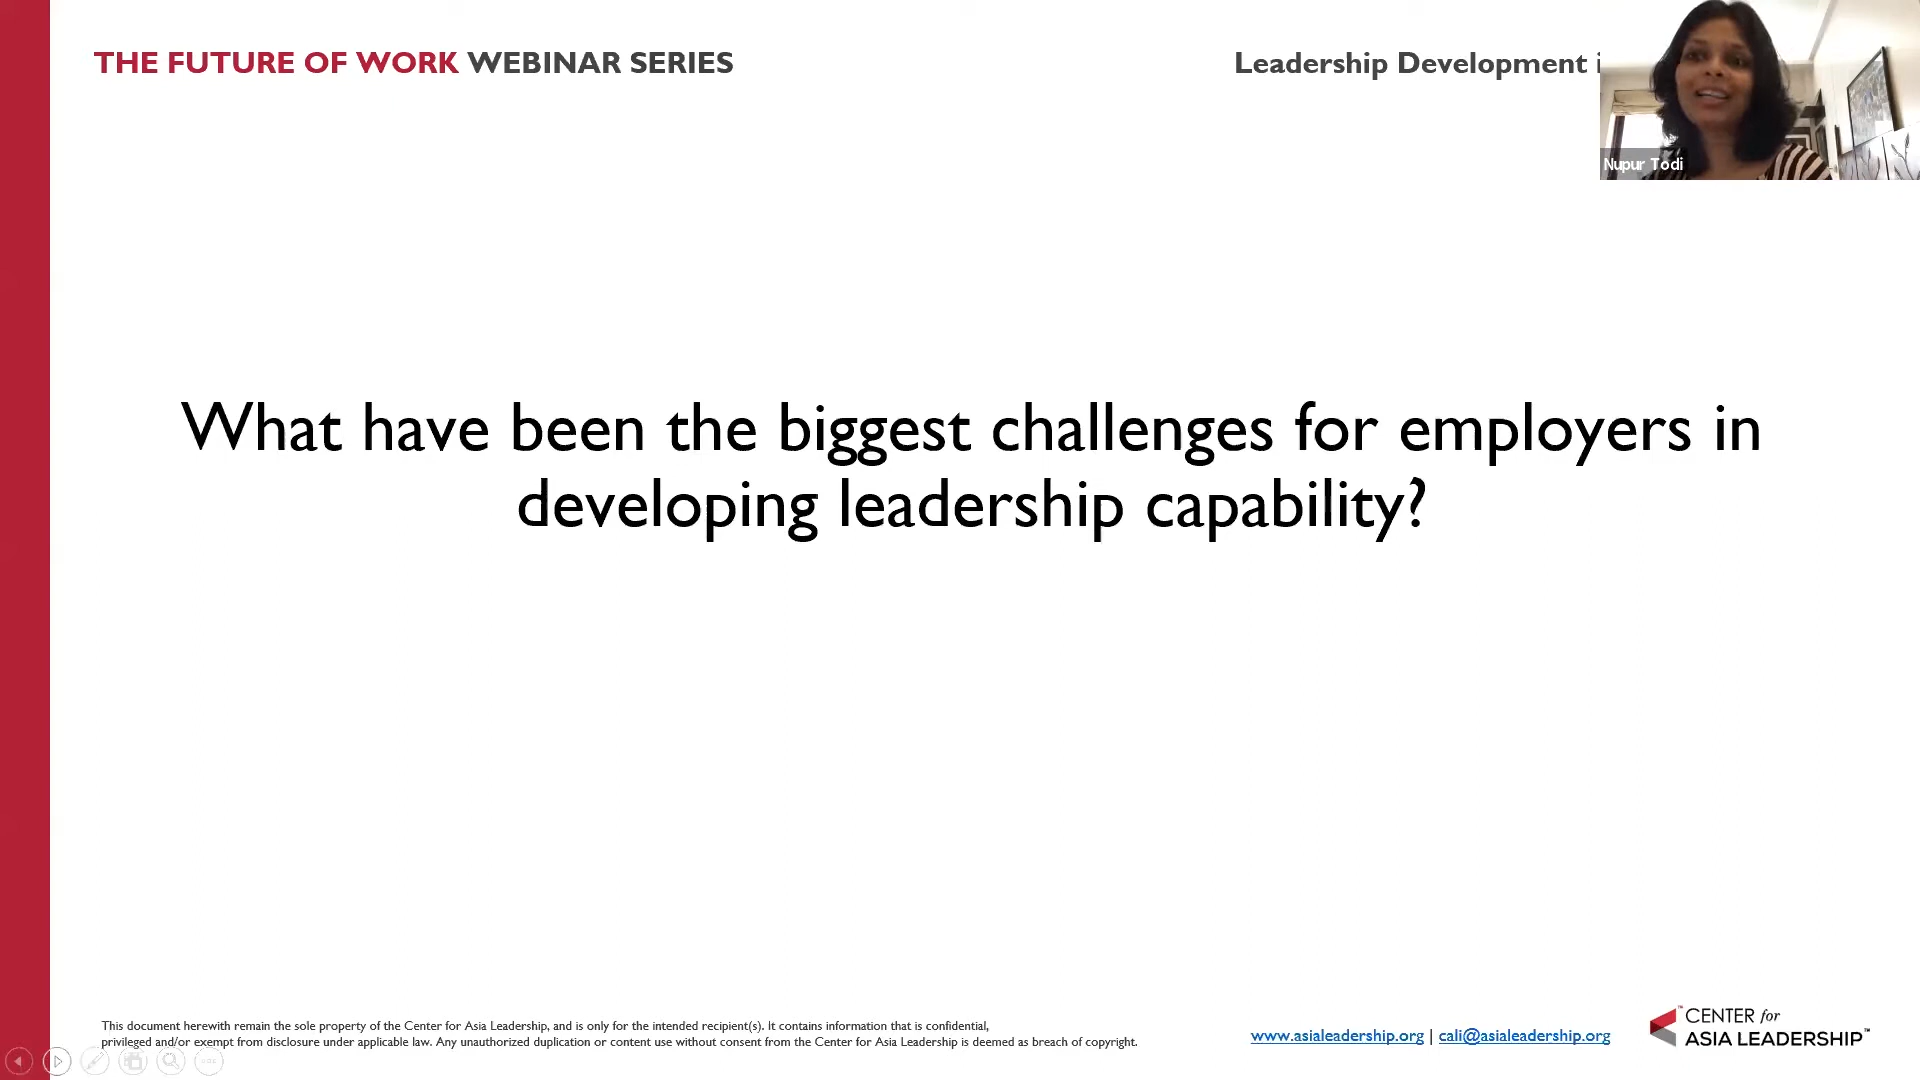 THE FUTURE OF WORK WEBINAR SERIES
Leadership Development
Nupur Todi
What have been the biggest challenges for employers in
developing leadership capability?
This document herewith remain the sole property of the Center for Asia Leadership, and is only for the intended recipient(s). It contains information that is confidential,
privileged and/or exempt from disclosure under applicable law. Any unauthorized duplication or content use without consent from the Center for Asia Leadership is deemed as breach of copyright.
www.asialeadership.org | cali@asialeadership.org
™CENTER for
ASIA LEADERSHIP™